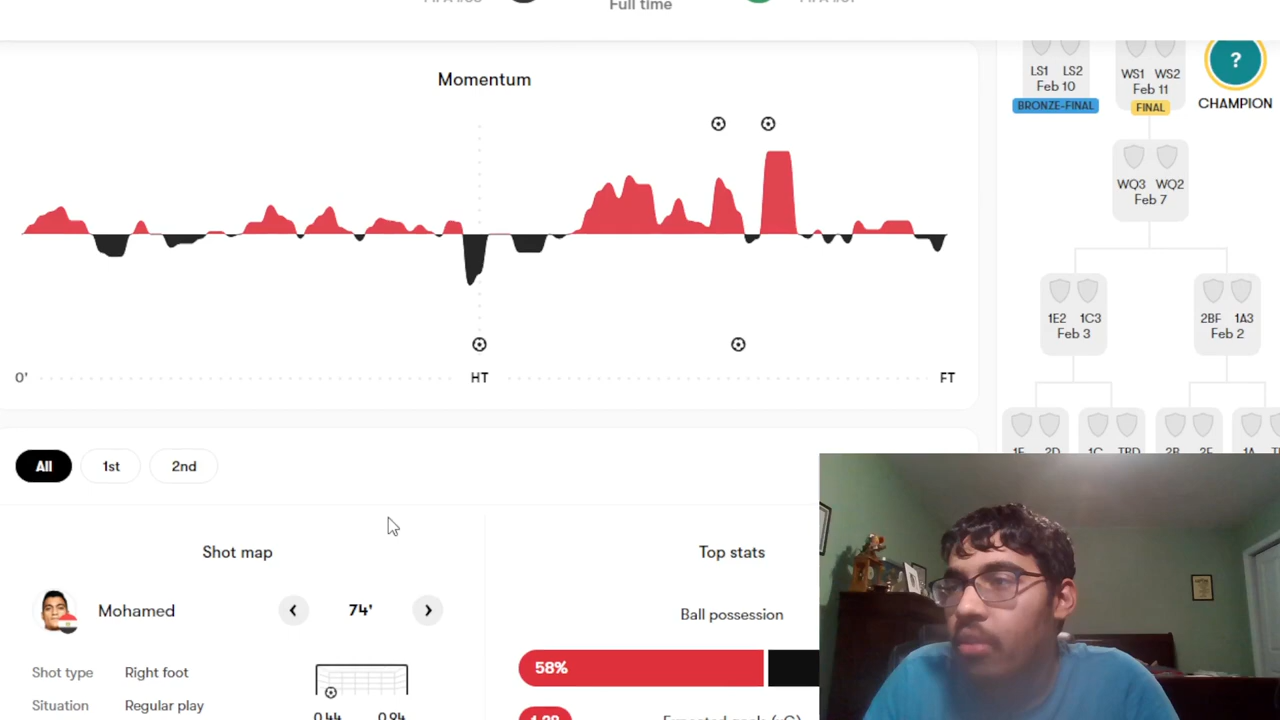 Full time
Momentum
0'
HT
FT
All
1st
2nd
Shot map
Mohamed
74'
Shot type
Right foot
Situation
Regular play
Top stats
Ball possession
58%
LS1 LS2
Feb 10
BRONZE-FINAL
WS1 WS2
Feb 11
FINAL
?
CHAMPION
WQ3 WQ2
Feb 7
1E2 1C3
Feb 3
2BF 1A3
Feb 2